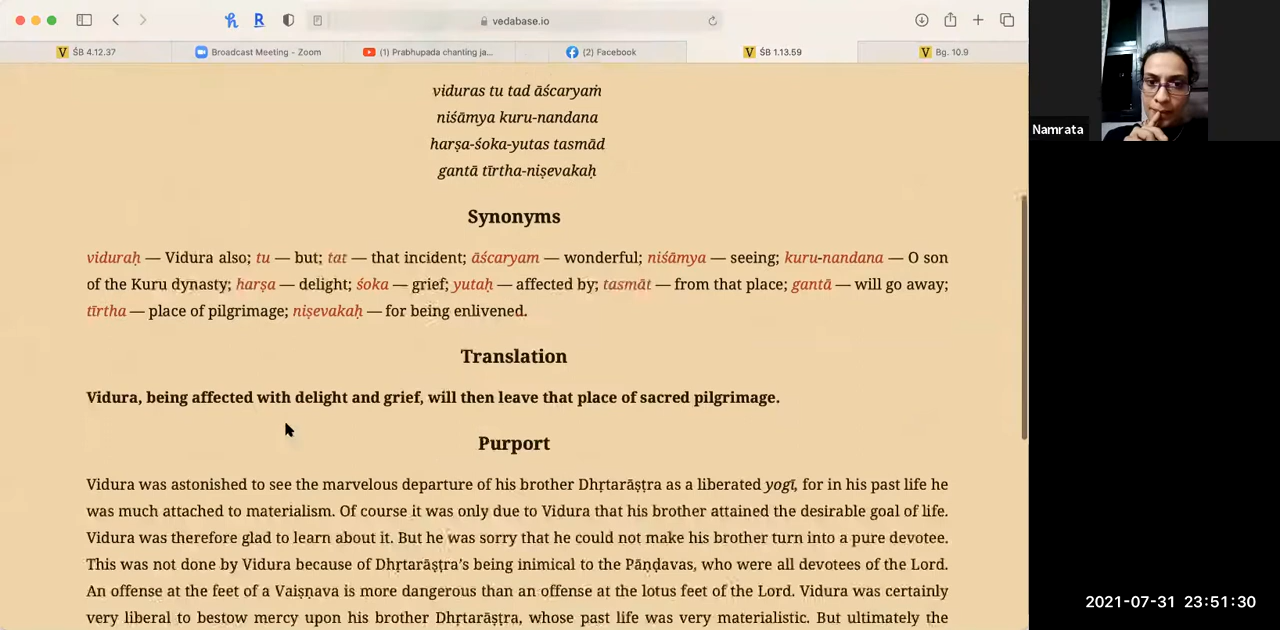 vedabase.io
ŚB 4.12.37
Broadcast Meeting - Zoom
(1) Prabhupada chanting ja...
(2) Facebook
ŚB 1.13.59
Bg. 10.9
viduras tu tad āścaryaṁ
niśāmya kuru-nandana
harṣa-śoka-yutas tasmād
gantā tīrtha-niṣevakaḥ
Synonyms
viduraḥ — Vidura also; tu — but; tat — that incident; āścaryam — wonderful; niśāmya — seeing; kuru-nandana — O son
of the Kuru dynasty; harṣa — delight; śoka — grief; yutaḥ — affected by; tasmāt — from that place; gantā — will go away;
tīrtha — place of pilgrimage; niṣevakaḥ — for being enlivened.
Translation
Vidura, being affected with delight and grief, will then leave that place of sacred pilgrimage.
Purport
Vidura was astonished to see the marvelous departure of his brother Dhṛtarāṣṭra as a liberated yogī, for in his past life he
was much attached to materialism. Of course it was only due to Vidura that his brother attained the desirable goal of life.
Vidura was therefore glad to learn about it. But he was sorry that he could not make his brother turn into a pure devotee.
This was not done by Vidura because of Dhṛtarāṣṭra’s being inimical to the Pāṇḍavas, who were all devotees of the Lord.
An offense at the feet of a Vaiṣṇava is more dangerous than an offense at the lotus feet of the Lord. Vidura was certainly
very liberal to bestow mercy upon his brother Dhṛtarāṣṭra, whose past life was very materialistic. But ultimately the
Namrata
2021-07-31 23:51:30